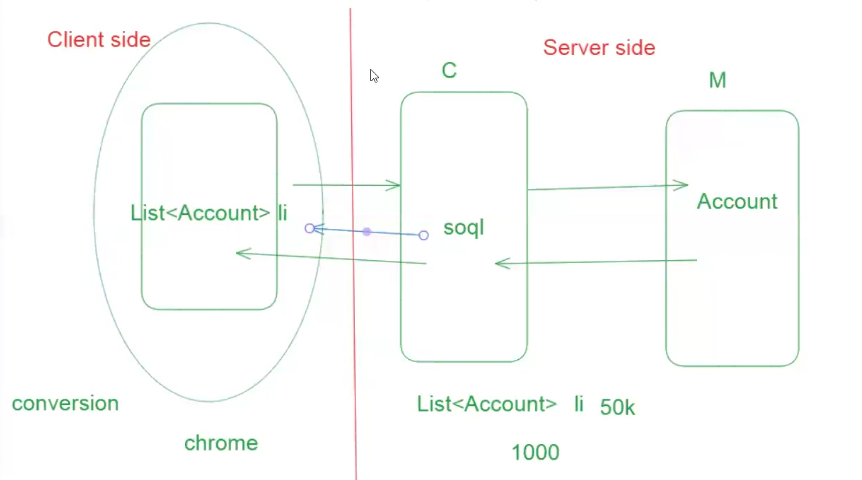 Client side
Server side
C
M
List<Account> li
soql
Account
conversion
List<Account> li 50k
chrome
1000